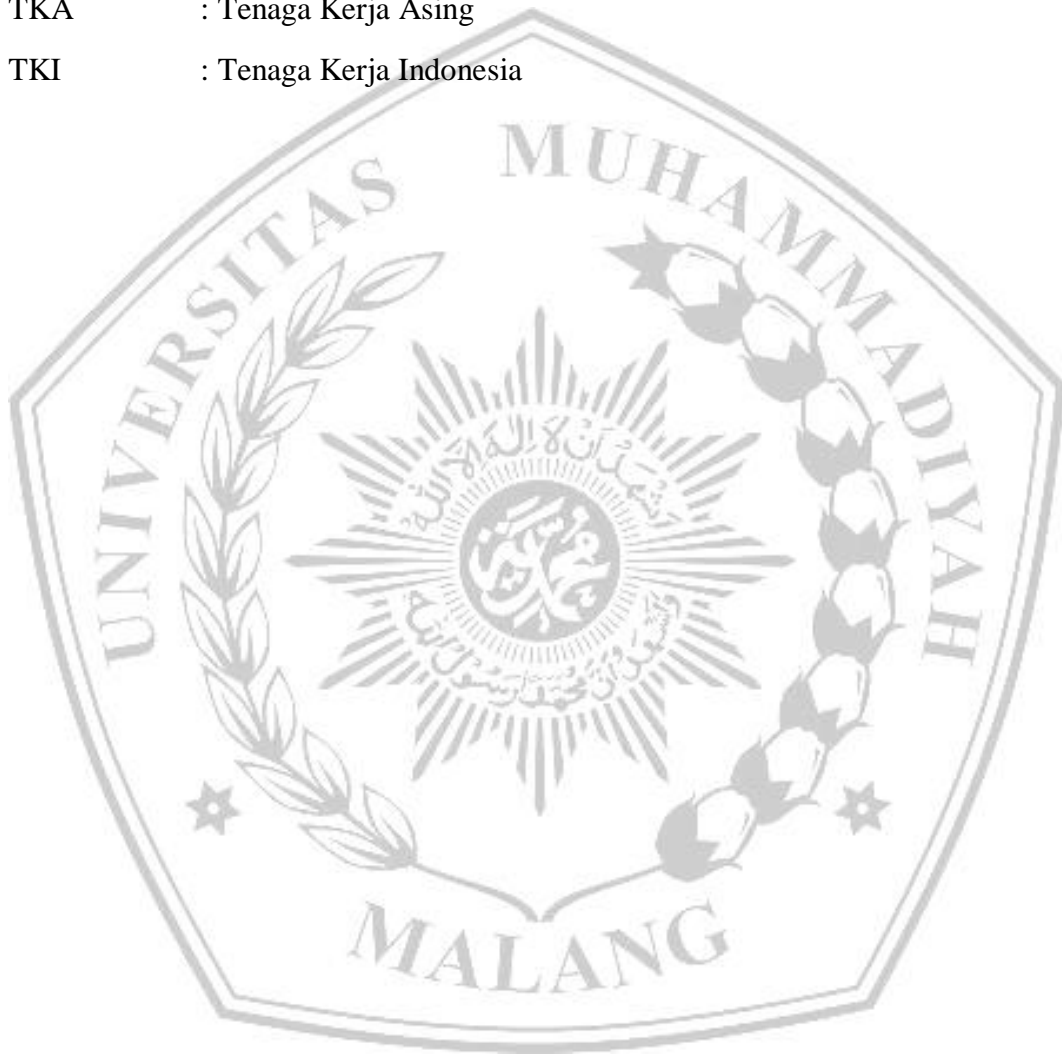 TKA : Tenaga Kerja Asing
TKI : Tenaga Kerja Indonesia
UNIVERSITAS MUHAMMADIYAH
MALANG